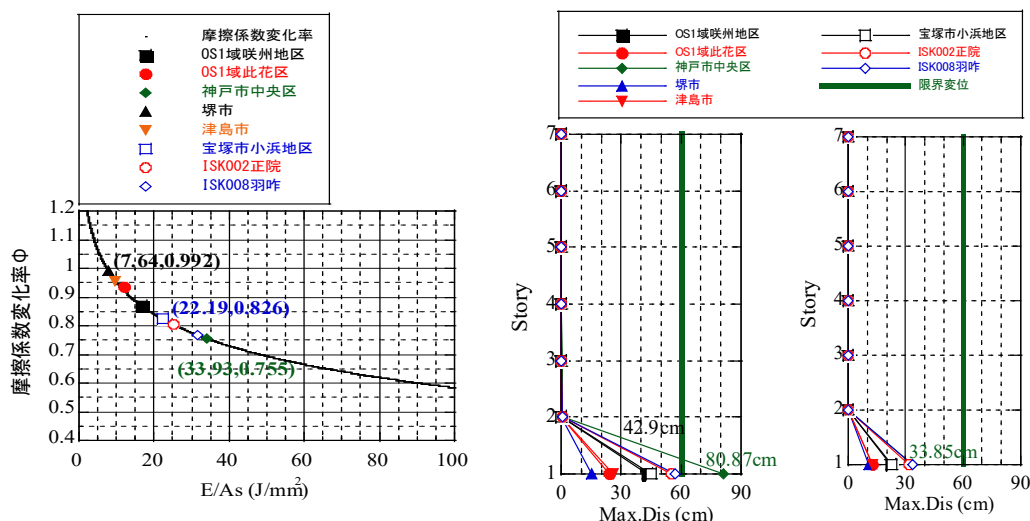 摩擦係数変化率
OS1域咲州地区
OS1域此花区
神戸市中央区
堺市
津島市
宝塚市小浜地区
ISK002正院
ISK008羽咋
摩擦係数変化率Φ
1.2
1.1
1
0.9
0.8
0.7
0.6
0.5
0.4
(7.64,0.992)
(22.19,0.826)
(33.93,0.755)
0
20
40
60
80
100
E/As (J/mm²)
OS1域咲州地区
OS1域此花区
神戸市中央区
堺市
津島市
宝塚市小浜地区
ISK002正院
ISK008羽咋
限界変位
Story
7
6
5
4
3
2
1
42.9cm
80.87cm
0
30
60
90
Max.Dis (cm)
Story
7
6
5
4
3
2
1
33.85cm
0
30
60
90
Max.Dis (cm)